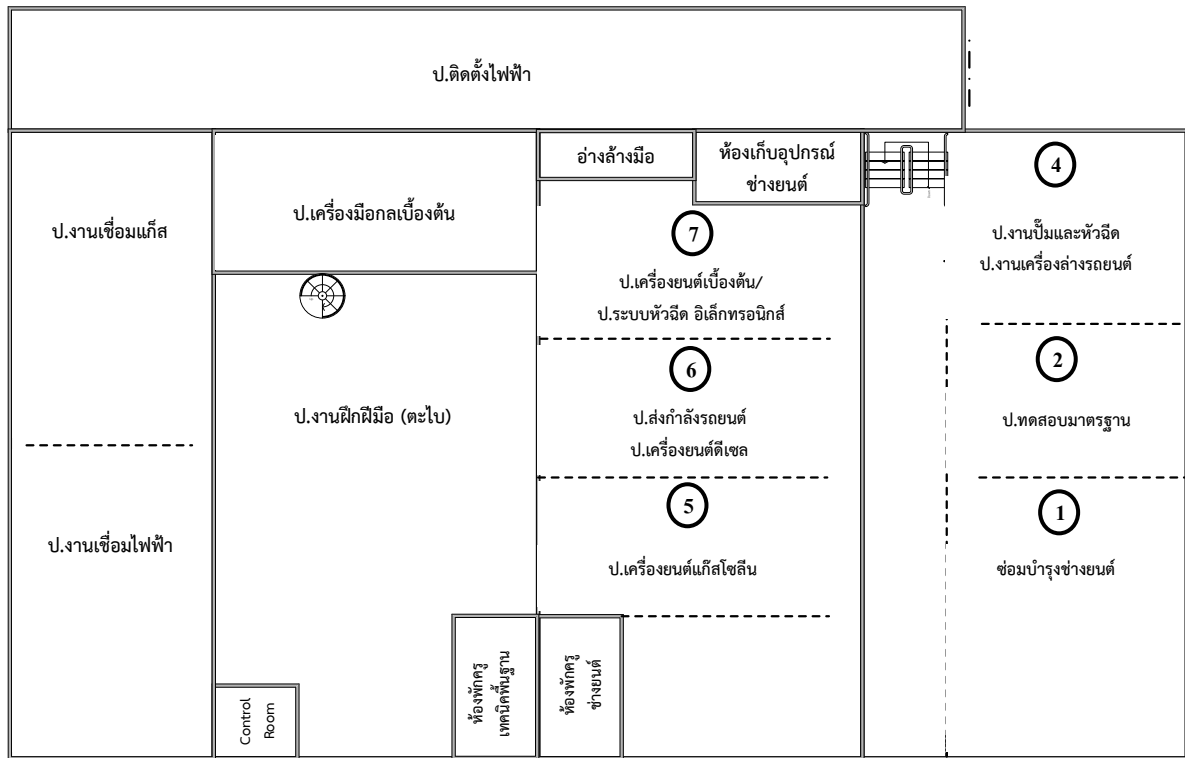 ป.ติดตั้งไฟฟ้า
ป.งานเชื่อมแก็ส
ป.เครื่องมือกลเบื้องต้น
อ่างล้างมือ
ห้องเก็บอุปกรณ์
ช่างยนต์
4
ป.งานปั๊มและหัวฉีด
ป.งานเครื่องล่างรถยนต์
7
ป.เครื่องยนต์เบื้องต้น/
ป.ระบบหัวฉีด อิเล็กทรอนิกส์
6
ป.ส่งกำลังรถยนต์
ป.เครื่องยนต์ดีเซล
2
ป.ทดสอบมาตรฐาน
ป.งานฝึกฝีมือ (ตะไบ)
ป.งานเชื่อมไฟฟ้า
5
ป.เครื่องยนต์แก๊สโซลีน
1
ซ่อมบำรุงช่างยนต์
Control
Room
ห้องพักครู
เทคนิคพื้นฐาน
ห้องพักครู
ช่างยนต์